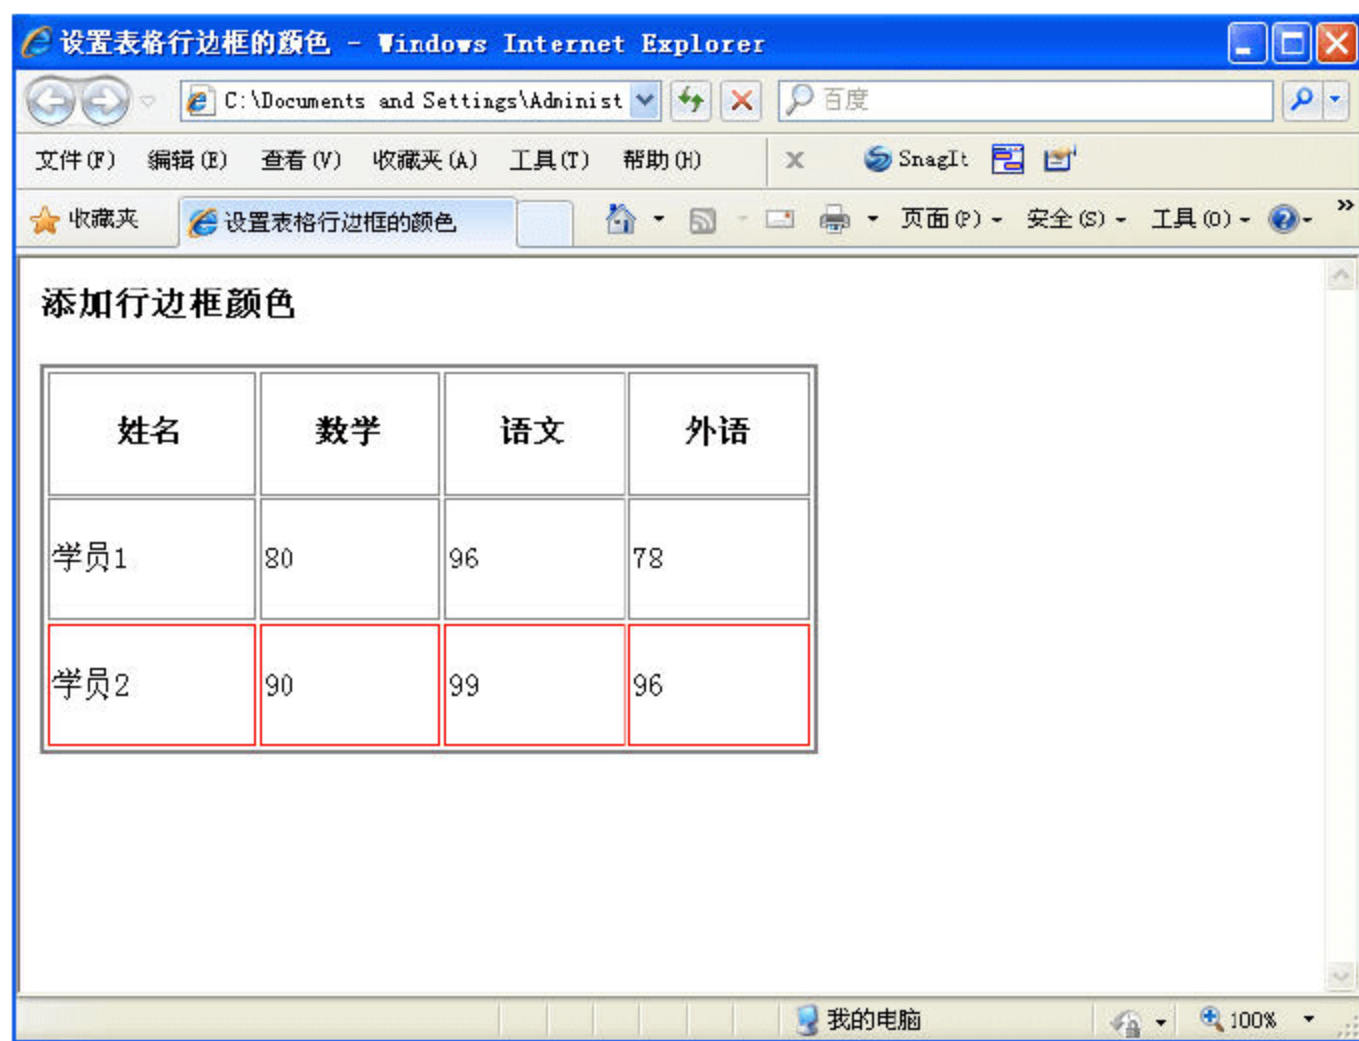 设置表格行边框的颜色 - Windows Internet Explorer
C:\Documents and Settings\Administ 百度
文件(F) 编辑(E) 查看(V) 收藏夹(A) 工具(T) 帮助(H) x SnagIt
收藏夹 设置表格行边框的颜色 页面(P) 安全(S) 工具(O) »
添加行边框颜色
姓名 数学 语文 外语
学员1 80 96 78
学员2 90 99 96
我的电脑 100%